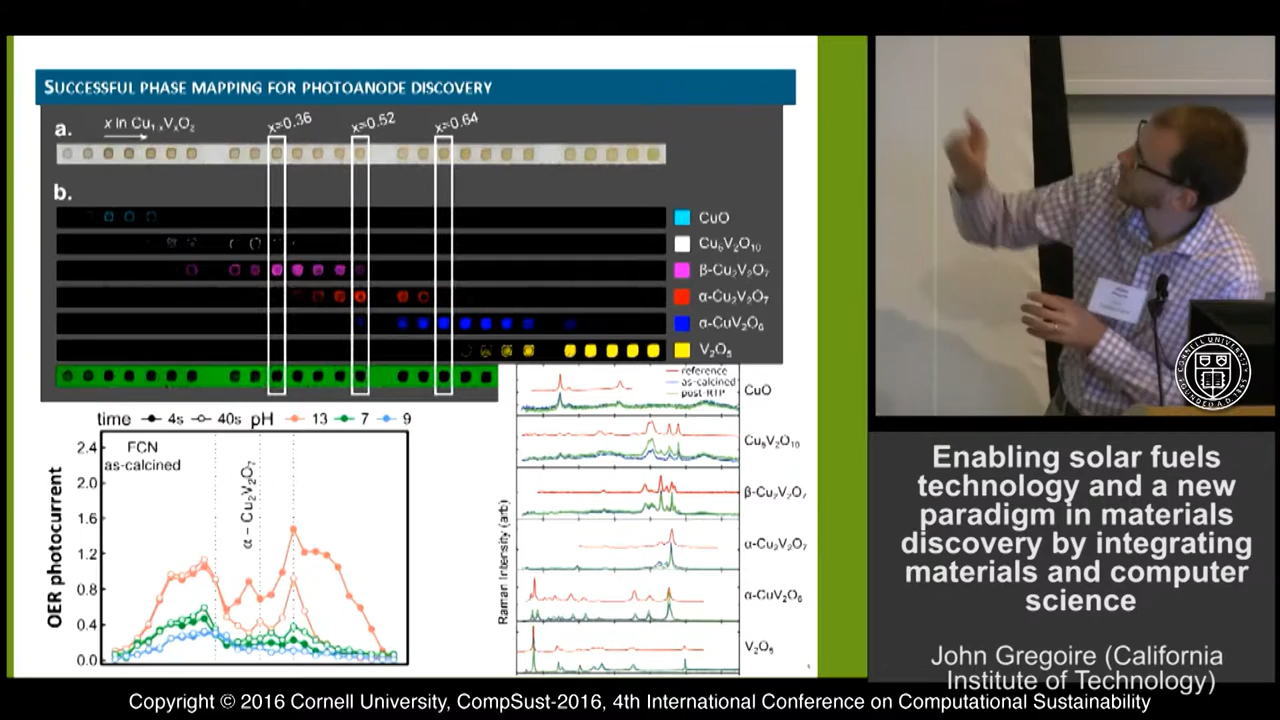 SUCCESSFUL PHASE MAPPING FOR PHOTOANODE DISCOVERY
a.
x in Cu₁₋ₓVₓO₂
x=0.36
x=0.52
x=0.64
b.
CuO
Cu₅V₂O₁₀
β-Cu₂V₂O₇
α-Cu₂V₂O₇
α-CuV₂O₆
V₂O₅
time 4s 40s pH 13 7 9
FCN
as-calcined
α – Cu₂V₂O₇
OER photocurrent
2.4
2.0
1.6
1.2
0.8
0.4
0.0
reference
as-calcined
post-RTP
Raman Intensity (arb)
CuO
Cu₅V₂O₁₀
β-Cu₂V₂O₇
α-Cu₂V₂O₇
α-CuV₂O₆
V₂O₅
CORNELL UNIVERSITY
FOUNDED A.D. 1865
Enabling solar fuels
technology and a new
paradigm in materials
discovery by integrating
materials and computer
science
John Gregoire (California
Institute of Technology)
Copyright © 2016 Cornell University, CompSust-2016, 4th International Conference on Computational Sustainability